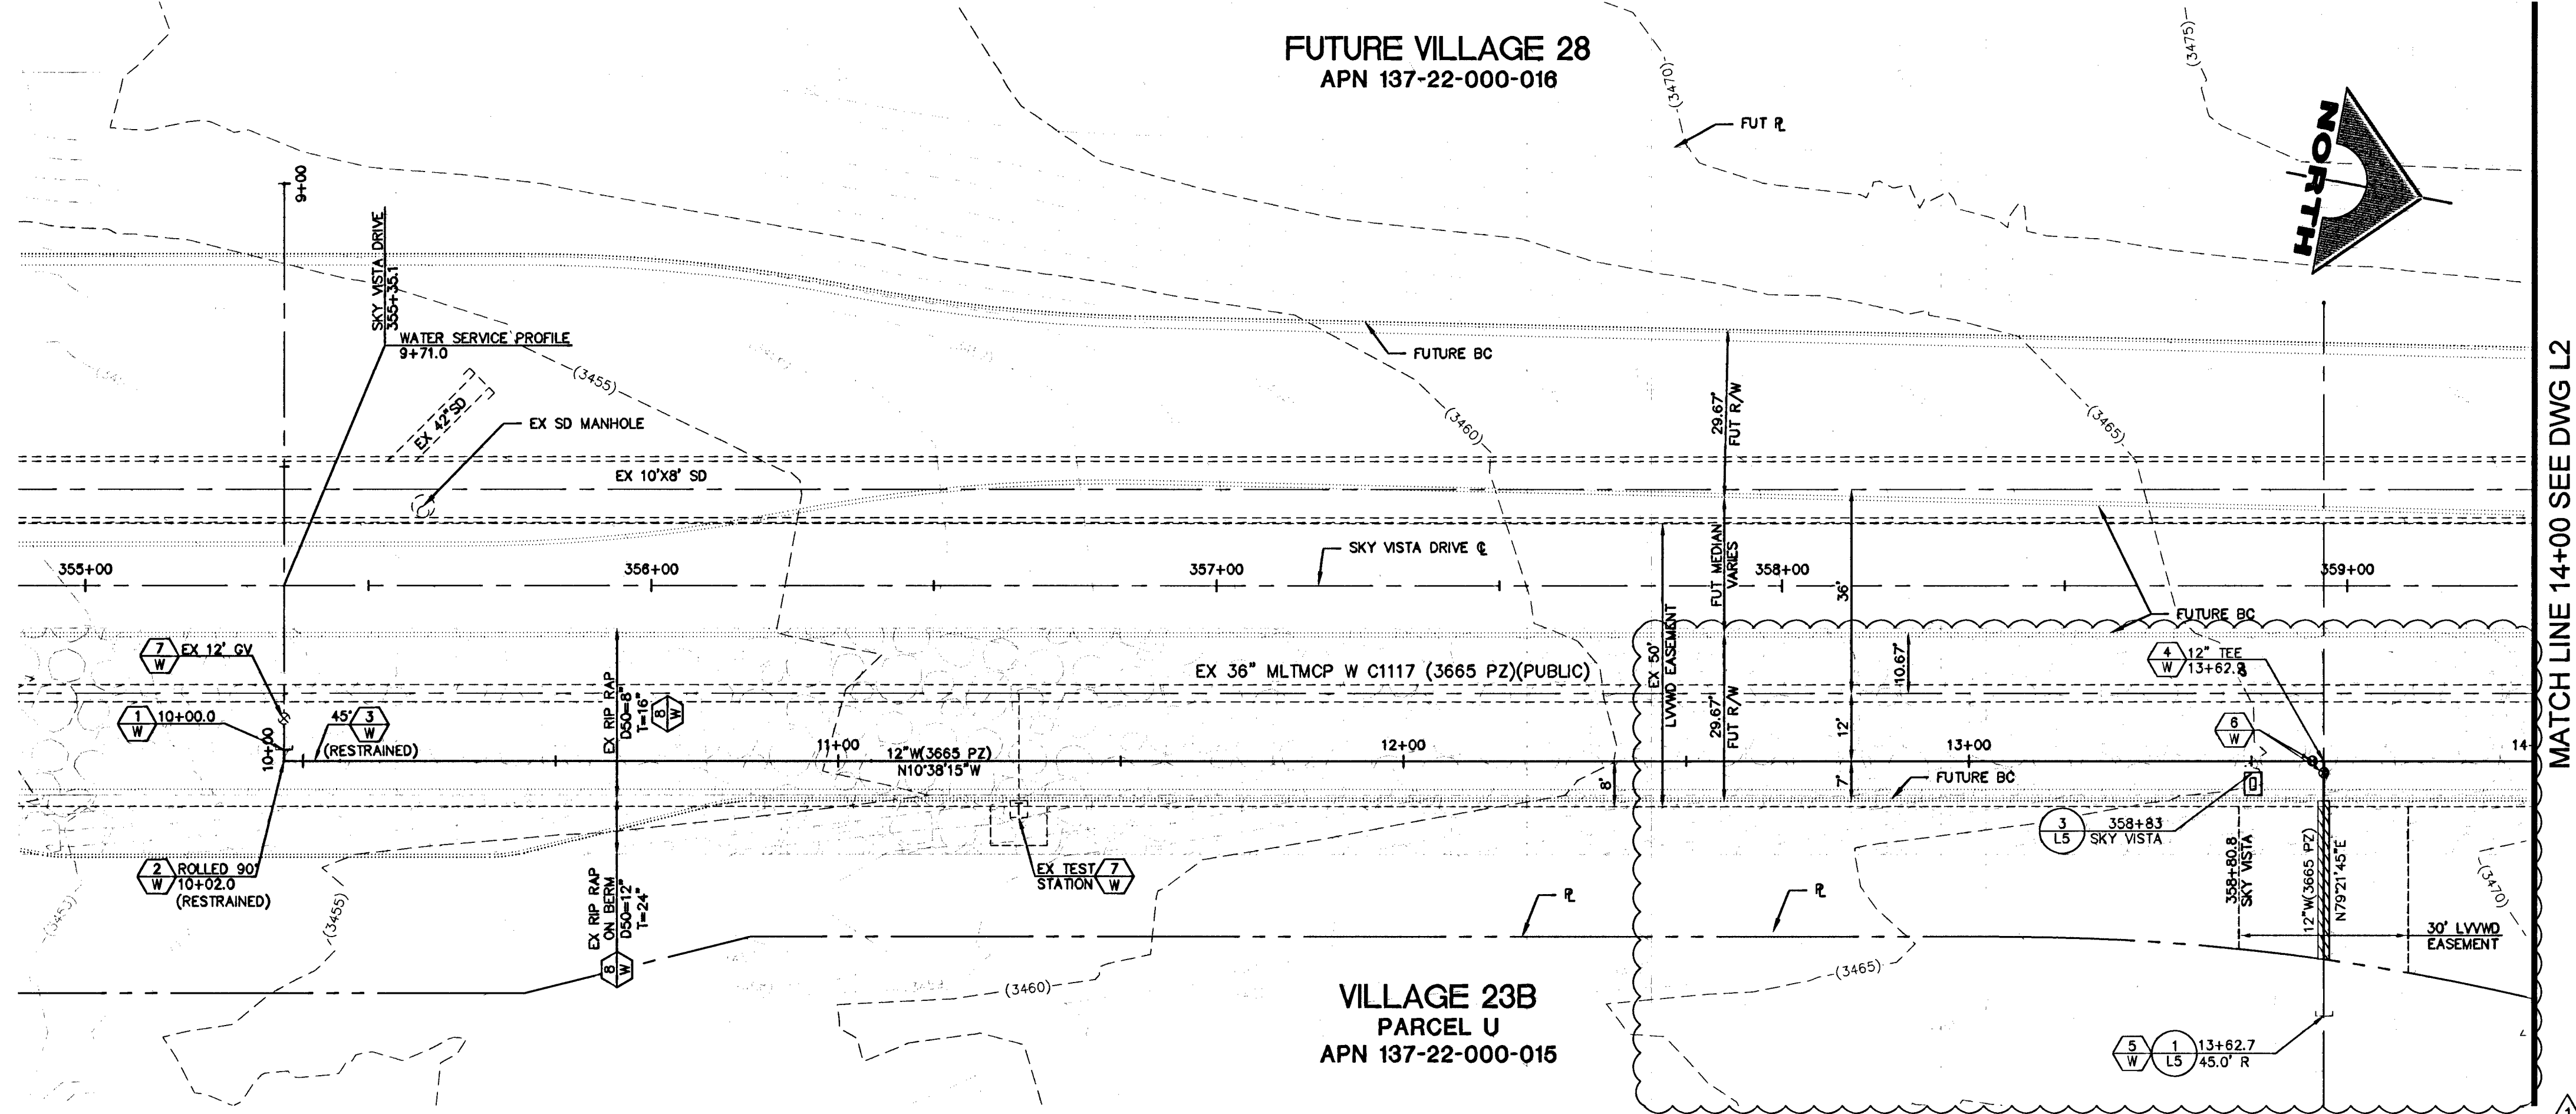 FUTURE VILLAGE 28
APN 137-22-000-016
(3475)
(3470)
FUT PL
NORTH
9+00
SKY VISTA DRIVE
355+35.1
WATER SERVICE PROFILE
9+71.0
(3455)
FUTURE BC
EX 42"SD
EX SD MANHOLE
(3460)
29.67'
FUT R/W
(3465)
EX 10'X8' SD
SKY VISTA DRIVE CL
FUT MEDIAN
VARIES
355+00
356+00
357+00
358+00
359+00
36'
MATCH LINE 14+00 SEE DWG L2
FUTURE BC
7
W
EX 12' GV
EX 50'
LVVWD EASEMENT
10.67'
4
W
12" TEE
EX 36" MLTMCP W C1117 (3665 PZ)(PUBLIC)
EX RIP RAP
D50=8"
T=16"
8
W
1
W
10+00.0
45°
3
W
(RESTRAINED)
10+00
11+00
12"W(3665 PZ)
N10°38'15"W
12+00
13+00
14
29.67'
FUT R/W
12'
6
W
8'
7'
FUTURE BC
3
L5
358+83
SKY VISTA
2
W
ROLLED 90°
10+02.0
(RESTRAINED)
(3455)
EX RIP RAP
ON BERM
D50=12"
T=24"
8
W
EX TEST
STATION
7
W
PL
PL
358+80.8
SKY VISTA
12"W(3665 PZ)
N79°21'45"E
30' LVVWD
EASEMENT
(3470)
(3460)
(3465)
VILLAGE 23B
PARCEL U
APN 137-22-000-015
5
W
1
L5
13+62.7
45.0' R